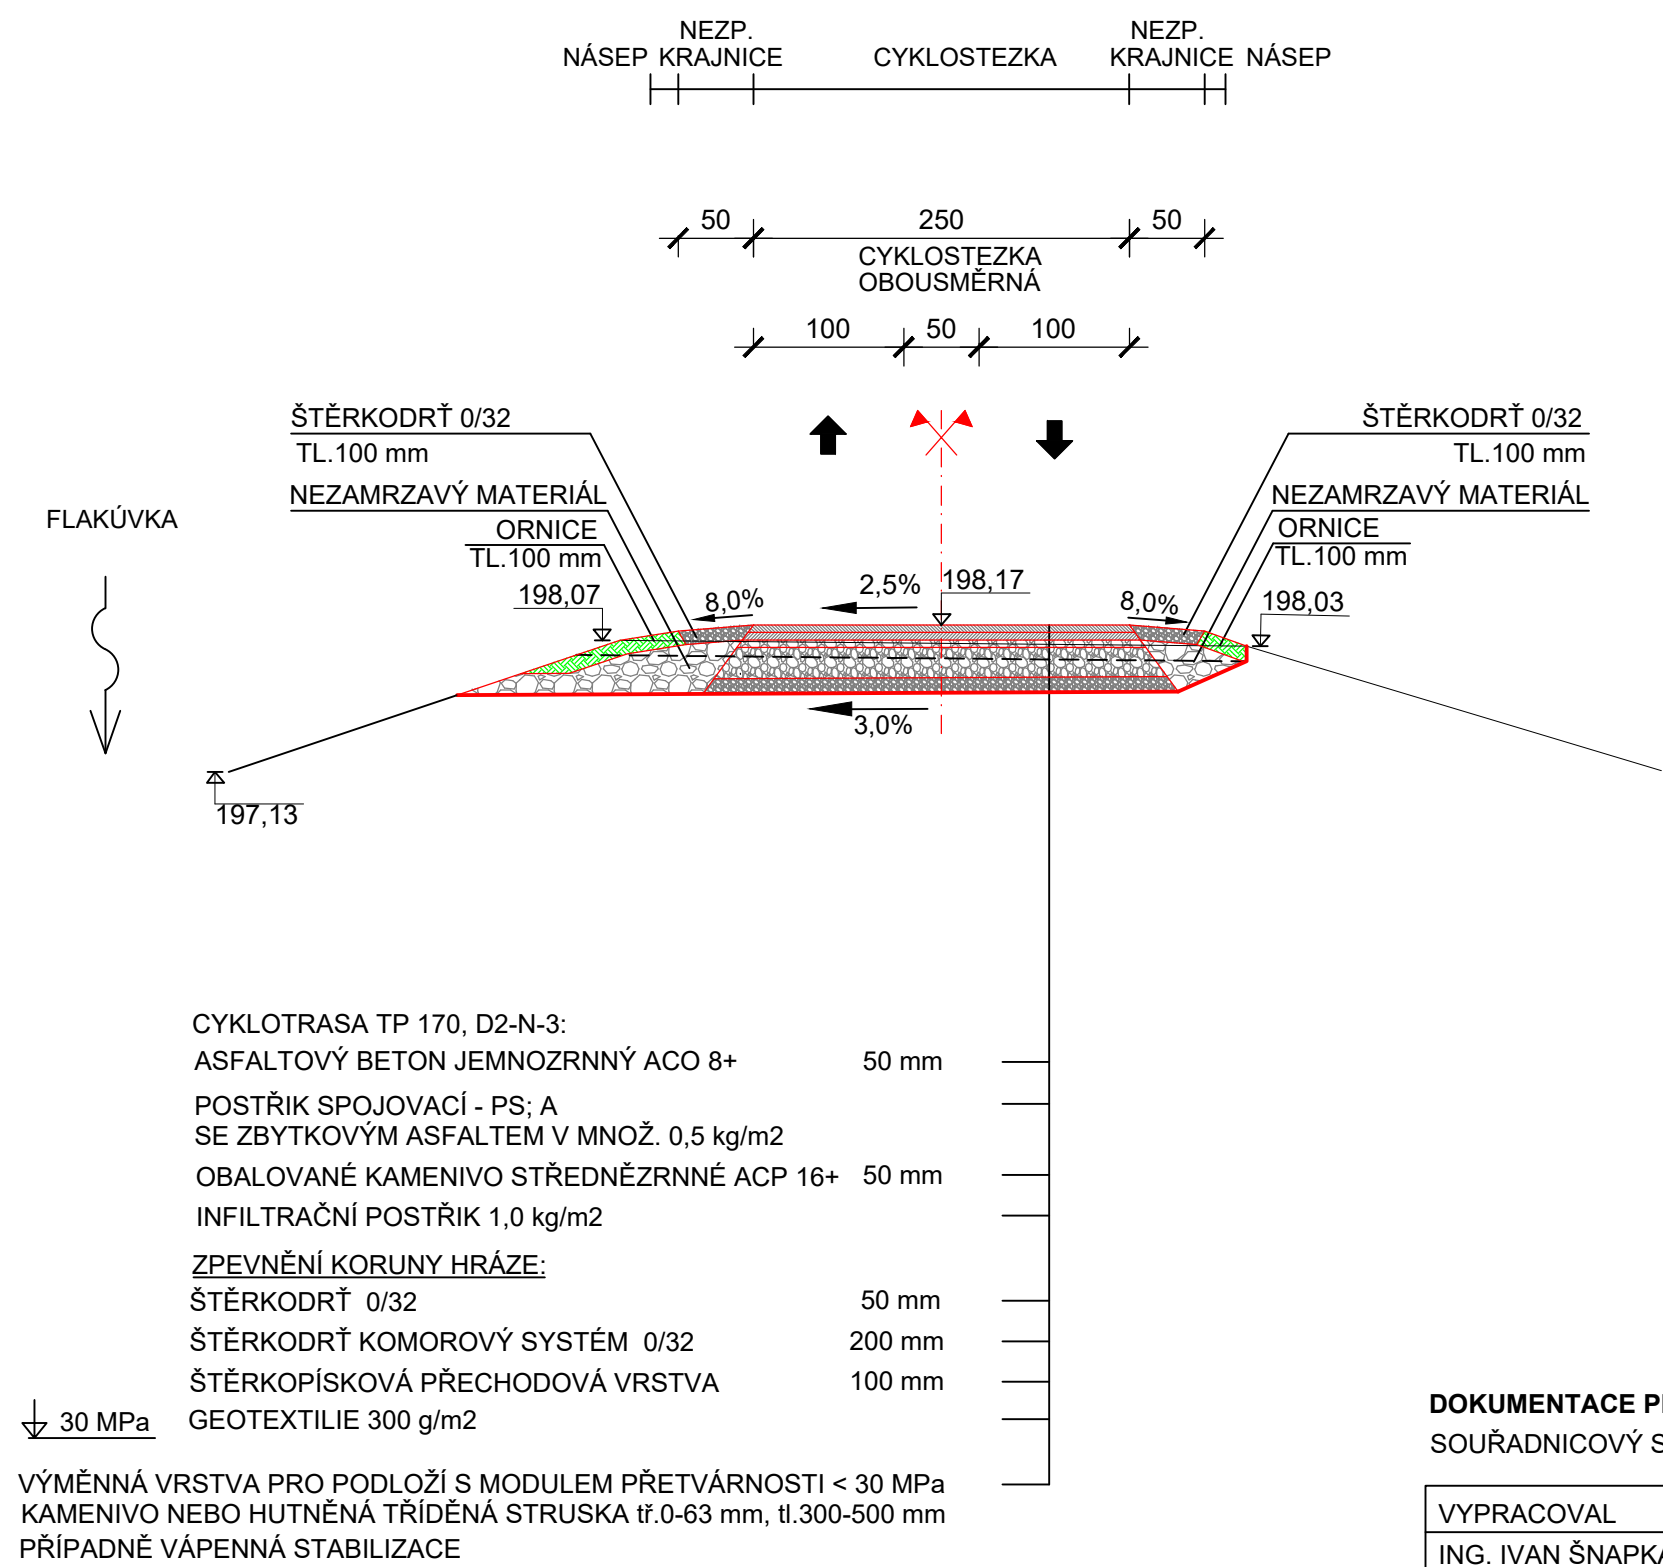 NEZP.
NEZP.
NÁSEP KRAJNICE
CYKLOSTEZKA
KRAJNICE NÁSEP
50
250
50
CYKLOSTEZKA
OBOUSMĚRNÁ
100
50
100
ŠTĚRKODRŤ 0/32
TL.100 mm
NEZAMRZAVÝ MATERIÁL
ORNICE
TL.100 mm
ŠTĚRKODRŤ 0/32
TL.100 mm
NEZAMRZAVÝ MATERIÁL
ORNICE
TL.100 mm
FLAKÚVKA
198,07
8,0%
2,5%
198,17
8,0%
198,03
3,0%
197,13
CYKLOTRASA TP 170, D2-N-3:
ASFALTOVÝ BETON JEMNOZRNNÝ ACO 8+ 50 mm
POSTŘIK SPOJOVACÍ - PS; A
SE ZBYTKOVÝM ASFALTEM V MNOŽ. 0,5 kg/m2
OBALOVANÉ KAMENIVO STŘEDNĚZRNNÉ ACP 16+ 50 mm
INFILTRAČNÍ POSTŘIK 1,0 kg/m2
ZPEVNĚNÍ KORUNY HRÁZE:
ŠTĚRKODRŤ 0/32 50 mm
ŠTĚRKODRŤ KOMOROVÝ SYSTÉM 0/32 200 mm
ŠTĚRKOPÍSKOVÁ PŘECHODOVÁ VRSTVA 100 mm
30 MPa GEOTEXTILIE 300 g/m2
VÝMĚNNÁ VRSTVA PRO PODLOŽÍ S MODULEM PŘETVÁRNOSTI < 30 MPa
KAMENIVO NEBO HUTNĚNÁ TŘÍDĚNÁ STRUSKA tř.0-63 mm, tl.300-500 mm
PŘÍPADNĚ VÁPENNÁ STABILIZACE
DOKUMENTACE
SOUŘADNICOVÝ S
VYPRACOVAL
ING. IVAN ŠNAPKA